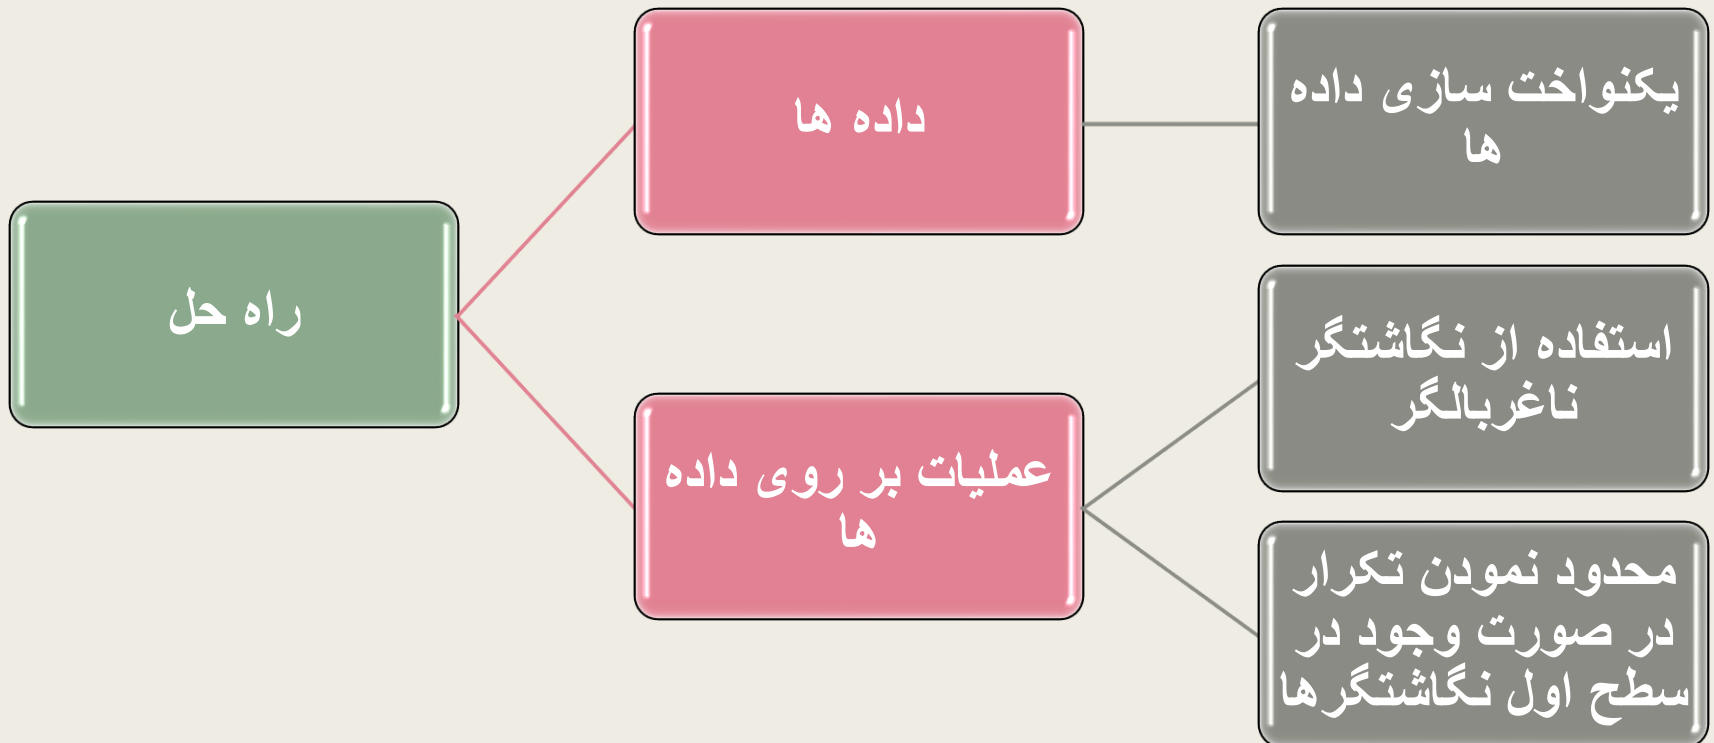 راه حل
داده ها
یکنواخت سازی داده
ها
عملیات بر روی داده
ها
استفاده از نگاشتگر
ناغربالگر
محدود نمودن تکرار
در صورت وجود در
سطح اول نگاشتگرها